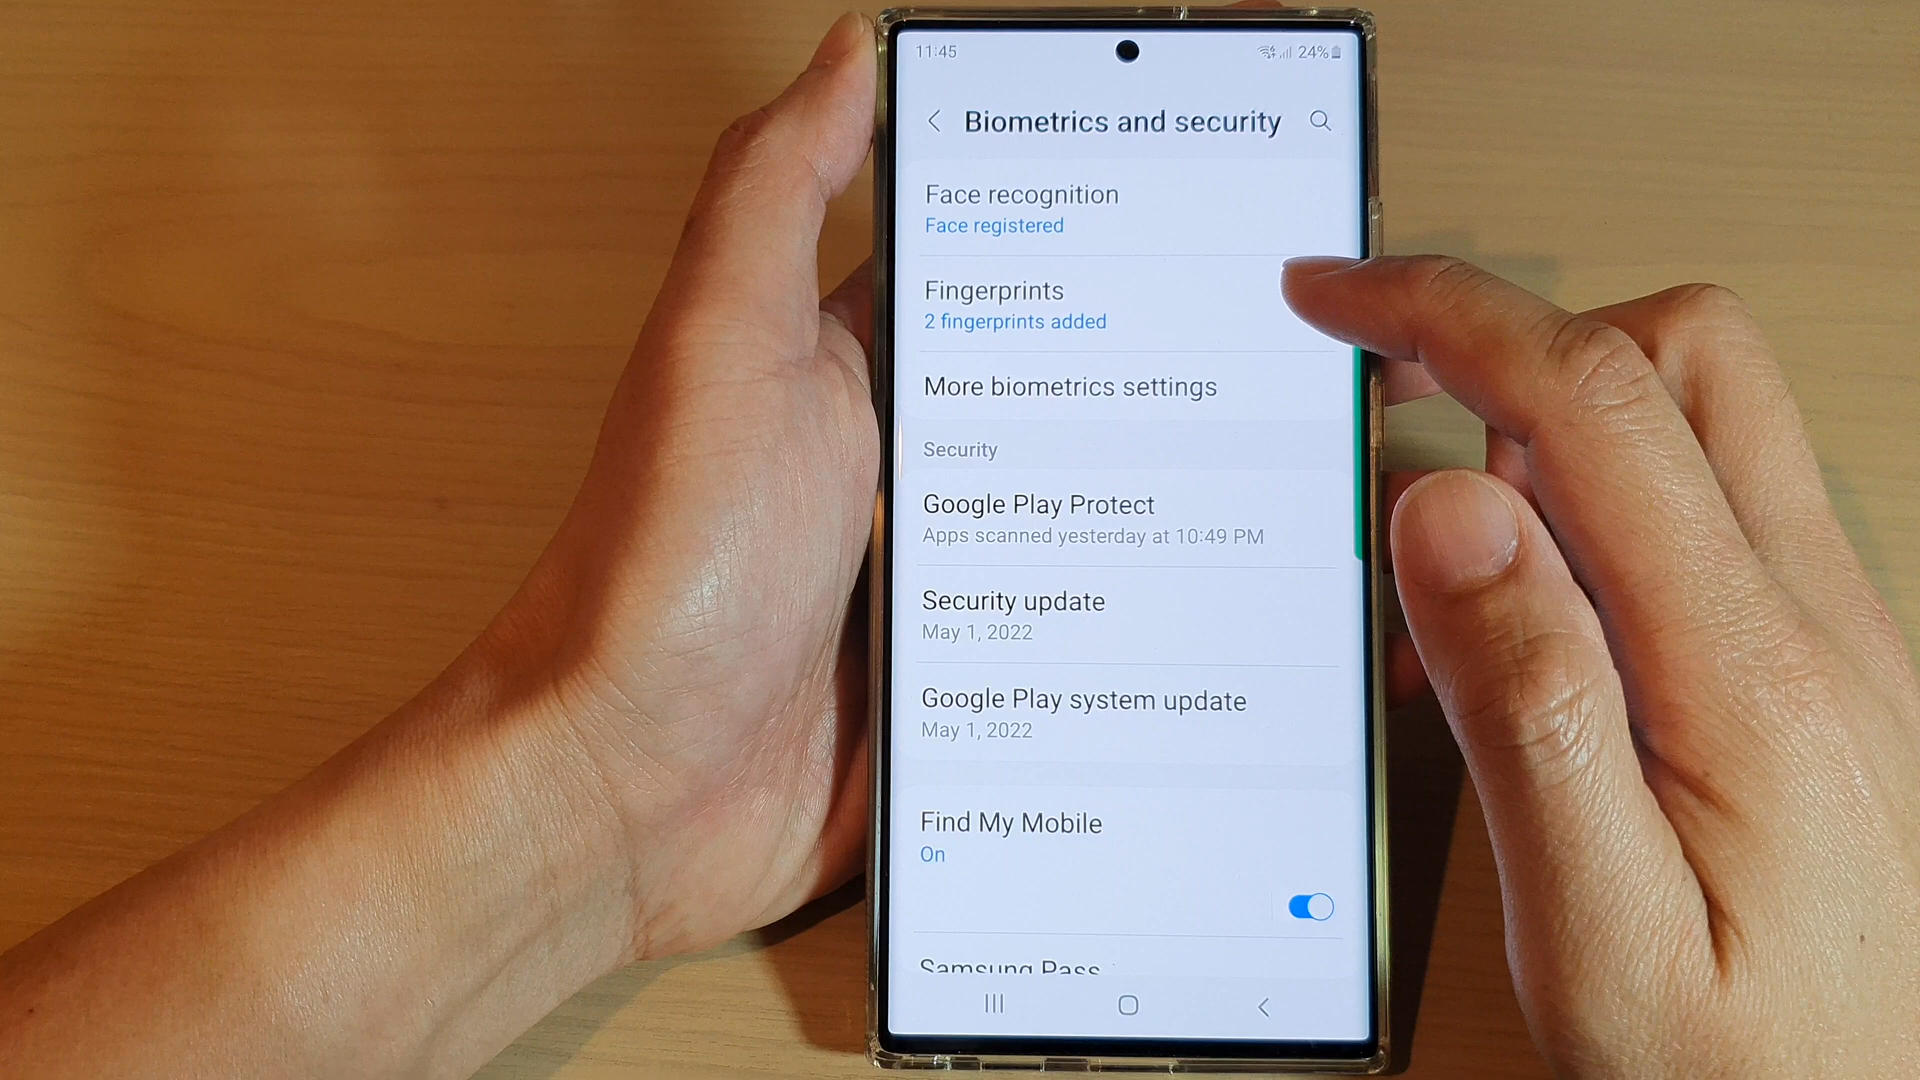 11:45
24%
Biometrics and security
Face recognition
Face registered
Fingerprints
2 fingerprints added
More biometrics settings
Security
Google Play Protect
Apps scanned yesterday at 10:49 PM
Security update
May 1, 2022
Google Play system update
May 1, 2022
Find My Mobile
On
Samsung Pass